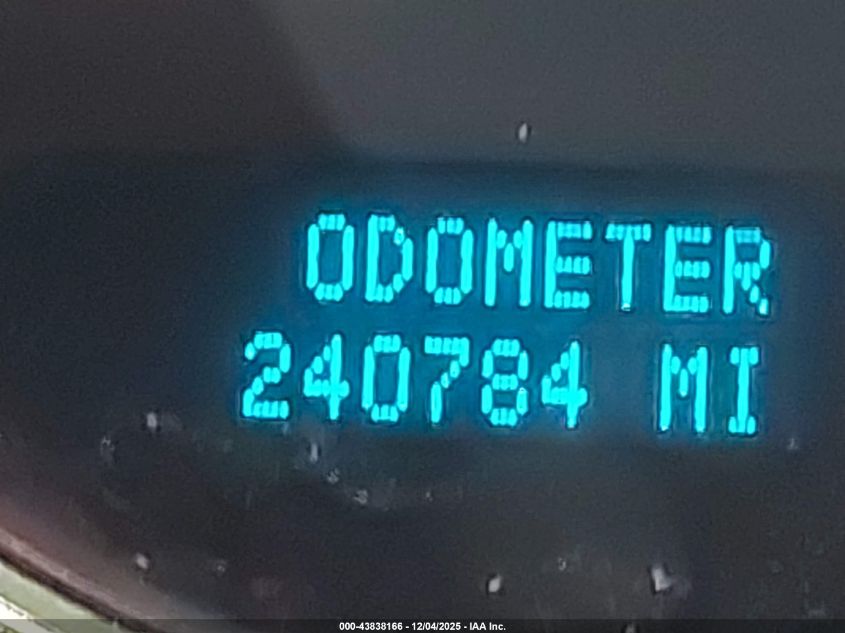 ODOMETER
240784 MI
000-43838166 - 12/04/2025 - IAA Inc.